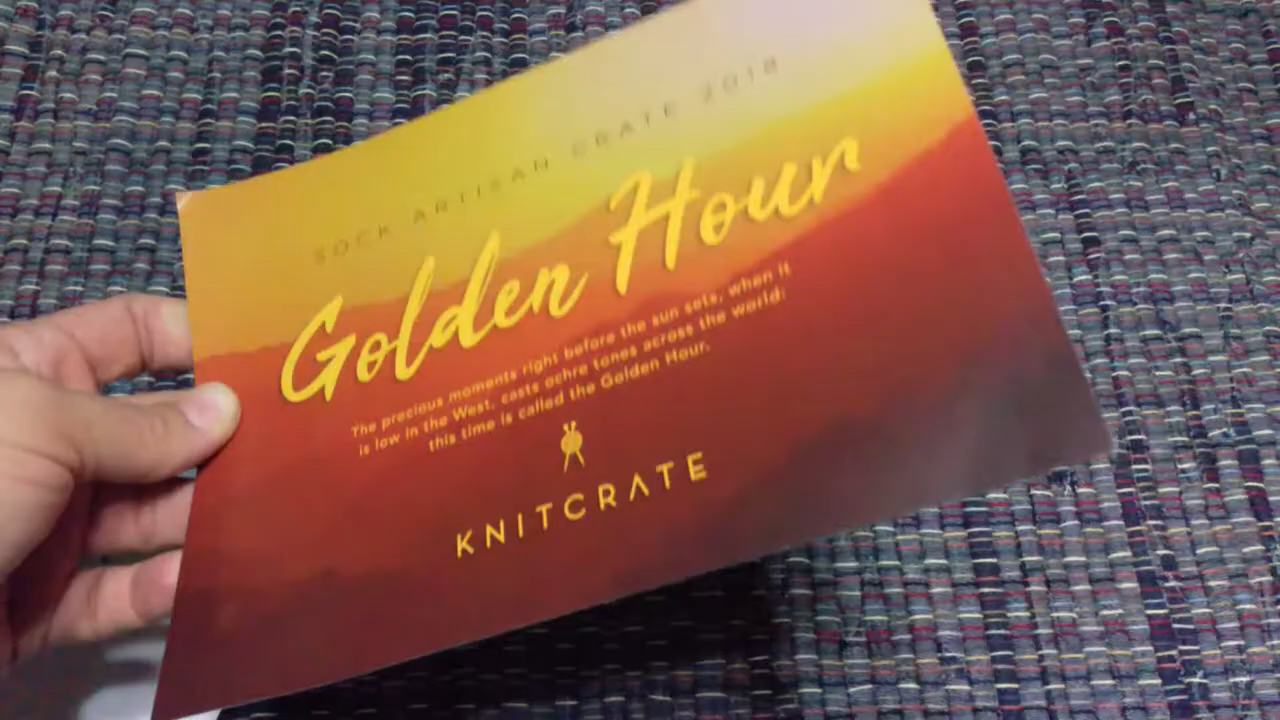 SOCK ARTISAN CRATE 2018
Golden Hour
The precious moments right before the sun sets, when it
is low in the West, casts ochre tones across the world:
this time is called the Golden Hour.
KNITCRATE